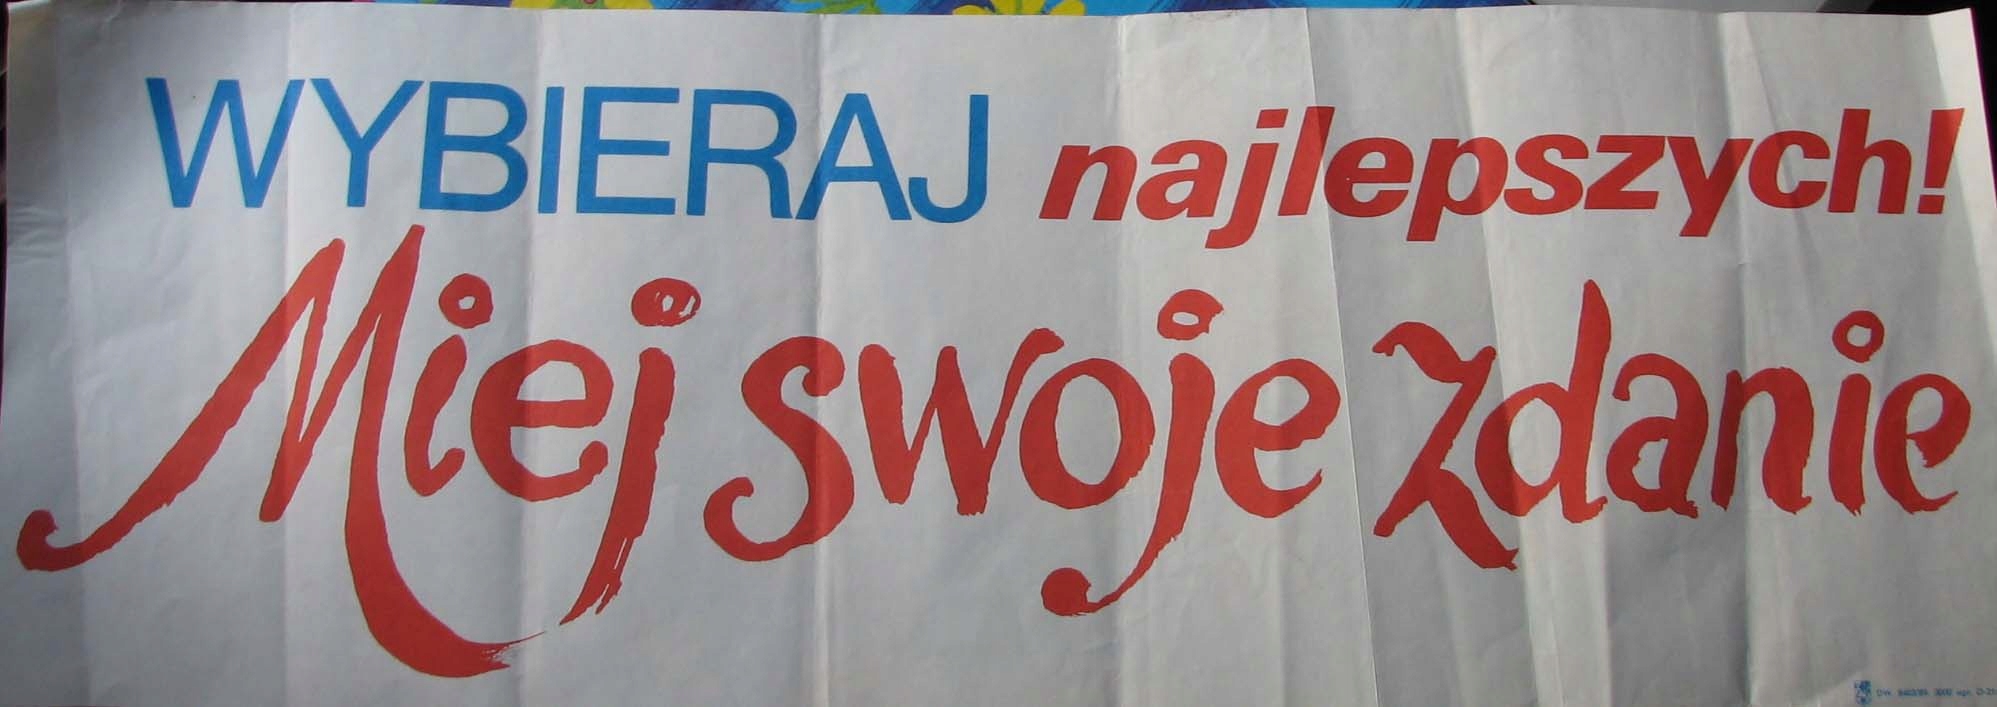 WYBIERAJ najlepszych!
Miej swoje zdanie